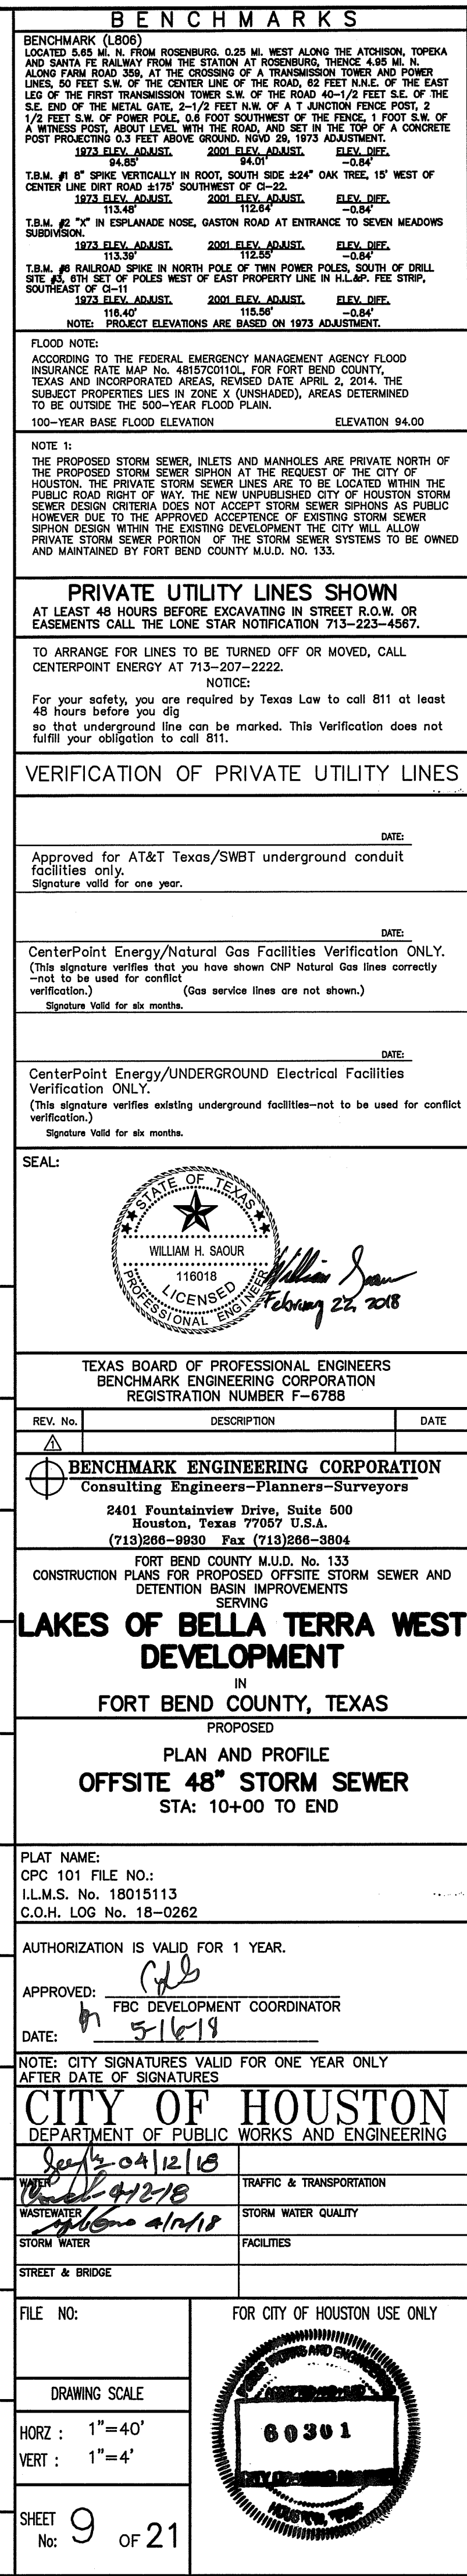 BENCHMARKS
BENCHMARK (L806)
LOCATED 5.65 MI. N. FROM ROSENBURG. 0.25 MI. WEST ALONG THE ATCHISON, TOPEKA
AND SANTA FE RAILWAY FROM THE STATION AT ROSENBURG, THENCE 4.95 MI. N.
ALONG FARM ROAD 359, AT THE CROSSING OF A TRANSMISSION TOWER AND POWER
LINES, 50 FEET S.W. OF THE CENTER LINE OF THE ROAD, 62 FEET N.N.E. OF THE EAST
LEG OF THE FIRST TRANSMISSION TOWER S.W. OF THE ROAD 40-1/2 FEET S.E. OF THE
S.E. END OF THE METAL GATE, 2-1/2 FEET N.W. OF A T JUNCTION FENCE POST, 2
1/2 FEET S.W. OF POWER POLE, 0.6 FOOT SOUTHWEST OF THE FENCE, 1 FOOT S.W. OF
A WITNESS POST, ABOUT LEVEL WITH THE ROAD, AND SET IN THE TOP OF A CONCRETE
POST PROJECTING 0.3 FEET ABOVE GROUND. NGVD 29, 1973 ADJUSTMENT.
1973 ELEV. ADJUST. 2001 ELEV. ADJUST. ELEV. DIFF.
94.85' 94.01' -0.84'
T.B.M. #1 8" SPIKE VERTICALLY IN ROOT, SOUTH SIDE ±24" OAK TREE, 15' WEST OF
CENTER LINE DIRT ROAD ±175' SOUTHWEST OF CI-22.
1973 ELEV. ADJUST. 2001 ELEV. ADJUST. ELEV. DIFF.
113.48' 112.64' -0.84'
T.B.M. #2 "X" IN ESPLANADE NOSE, GASTON ROAD AT ENTRANCE TO SEVEN MEADOWS
SUBDIVISION.
1973 ELEV. ADJUST. 2001 ELEV. ADJUST. ELEV. DIFF.
113.39' 112.55' -0.84'
T.B.M. #6 RAILROAD SPIKE IN NORTH POLE OF TWIN POWER POLES, SOUTH OF DRILL
SITE #3, 6TH SET OF POLES WEST OF EAST PROPERTY LINE IN H.L.&P. FEE STRIP,
SOUTHEAST OF CI-11
1973 ELEV. ADJUST. 2001 ELEV. ADJUST. ELEV. DIFF.
116.40' 115.56' -0.84'
NOTE: PROJECT ELEVATIONS ARE BASED ON 1973 ADJUSTMENT.
FLOOD NOTE:
ACCORDING TO THE FEDERAL EMERGENCY MANAGEMENT AGENCY FLOOD
INSURANCE RATE MAP No. 48157C0110L, FOR FORT BEND COUNTY,
TEXAS AND INCORPORATED AREAS, REVISED DATE APRIL 2, 2014. THE
SUBJECT PROPERTIES LIES IN ZONE X (UNSHADED), AREAS DETERMINED
TO BE OUTSIDE THE 500-YEAR FLOOD PLAIN.
100-YEAR BASE FLOOD ELEVATION ELEVATION 94.00
NOTE 1:
THE PROPOSED STORM SEWER, INLETS AND MANHOLES ARE PRIVATE NORTH OF
THE PROPOSED STORM SEWER SIPHON AT THE REQUEST OF THE CITY OF
HOUSTON. THE PRIVATE STORM SEWER LINES ARE TO BE LOCATED WITHIN THE
PUBLIC ROAD RIGHT OF WAY. THE NEW UNPUBLISHED CITY OF HOUSTON STORM
SEWER DESIGN CRITERIA DOES NOT ACCEPT STORM SEWER SIPHONS AS PUBLIC
HOWEVER DUE TO THE APPROVED ACCEPTENCE OF EXISTING STORM SEWER
SIPHON DESIGN WITHIN THE EXISTING DEVELOPMENT THE CITY WILL ALLOW
PRIVATE STORM SEWER PORTION OF THE STORM SEWER SYSTEMS TO BE OWNED
AND MAINTAINED BY FORT BEND COUNTY M.U.D. NO. 133.
PRIVATE UTILITY LINES SHOWN
AT LEAST 48 HOURS BEFORE EXCAVATING IN STREET R.O.W. OR
EASEMENTS CALL THE LONE STAR NOTIFICATION 713-223-4567.
TO ARRANGE FOR LINES TO BE TURNED OFF OR MOVED, CALL
CENTERPOINT ENERGY AT 713-207-2222.
NOTICE:
For your safety, you are required by Texas Law to call 811 at least
48 hours before you dig
so that underground line can be marked. This Verification does not
fulfill your obligation to call 811.
VERIFICATION OF PRIVATE UTILITY LINES
DATE:
Approved for AT&T Texas/SWBT underground conduit
facilities only.
Signature valid for one year.
DATE:
CenterPoint Energy/Natural Gas Facilities Verification ONLY.
(This signature verifies that you have shown CNP Natural Gas lines correctly
-not to be used for conflict
verification.) (Gas service lines are not shown.)
Signature Valid for six months.
DATE:
CenterPoint Energy/UNDERGROUND Electrical Facilities
Verification ONLY.
(This signature verifies existing underground facilities-not to be used for conflict
verification.)
Signature Valid for six months.
SEAL:
STATE OF TEXAS
WILLIAM H. SAOUR
116018
LICENSED
PROFESSIONAL ENGINEER
William Saour
February 22, 2018
TEXAS BOARD OF PROFESSIONAL ENGINEERS
BENCHMARK ENGINEERING CORPORATION
REGISTRATION NUMBER F-6788
REV. No. DESCRIPTION DATE
1
BENCHMARK ENGINEERING CORPORATION
Consulting Engineers-Planners-Surveyors
2401 Fountainview Drive, Suite 500
Houston, Texas 77057 U.S.A.
(713)266-9930 Fax (713)266-3804
FORT BEND COUNTY M.U.D. No. 133
CONSTRUCTION PLANS FOR PROPOSED OFFSITE STORM SEWER AND
DETENTION BASIN IMPROVEMENTS
SERVING
LAKES OF BELLA TERRA WEST
DEVELOPMENT
IN
FORT BEND COUNTY, TEXAS
PROPOSED
PLAN AND PROFILE
OFFSITE 48" STORM SEWER
STA: 10+00 TO END
PLAT NAME:
CPC 101 FILE NO.:
I.L.M.S. No. 18015113
C.O.H. LOG No. 18-0262
AUTHORIZATION IS VALID FOR 1 YEAR.
APPROVED:
FBC DEVELOPMENT COORDINATOR
DATE: 5-16-18
NOTE: CITY SIGNATURES VALID FOR ONE YEAR ONLY
AFTER DATE OF SIGNATURES
CITY OF HOUSTON
DEPARTMENT OF PUBLIC WORKS AND ENGINEERING
04/12/18
WATER TRAFFIC & TRANSPORTATION
4-12-18
WASTEWATER STORM WATER QUALITY
4/12/18
STORM WATER FACILITIES
STREET & BRIDGE
FILE NO: FOR CITY OF HOUSTON USE ONLY
PUBLIC WORKS AND ENGINEERING
60301
HOUSTON, TEXAS
DRAWING SCALE
HORZ : 1"=40'
VERT : 1"=4'
SHEET No: 9 OF 21